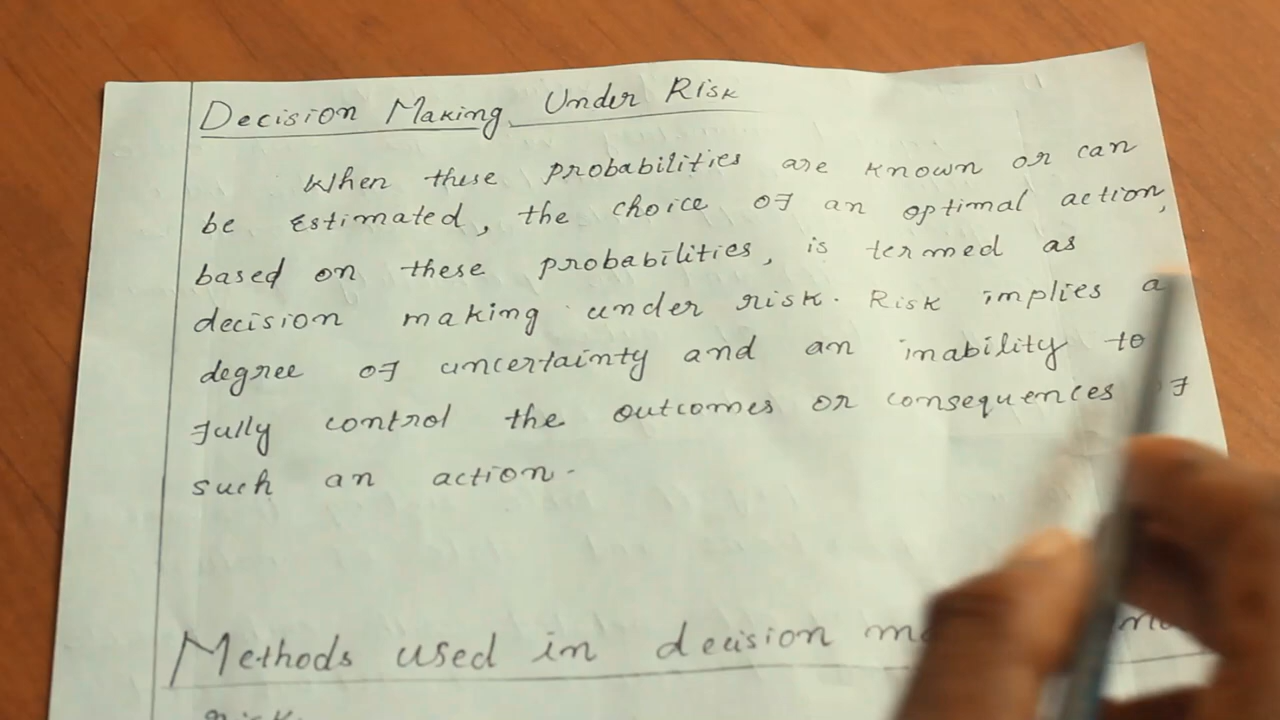 Decision Making Under Risk
When these probabilities are known or can
be Estimated, the choice of an optimal action,
based on these probabilities, is termed as
decision making under risk. Risk implies a
degree of uncertainty and an inability to
fully control the outcomes or consequences of
such an action.
Methods used in decision